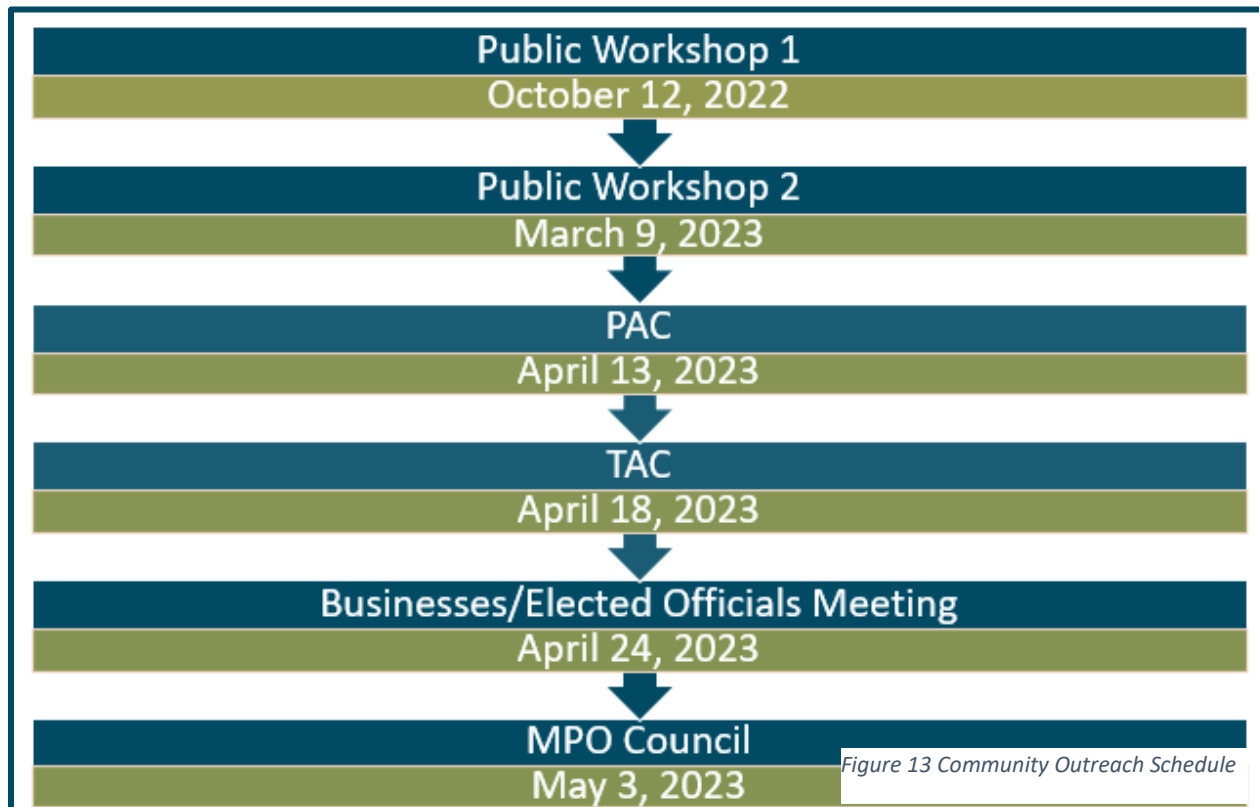 Public Workshop 1
October 12, 2022
Public Workshop 2
March 9, 2023
PAC
April 13, 2023
TAC
April 18, 2023
Businesses/Elected Officials Meeting
April 24, 2023
MPO Council
May 3, 2023
Figure 13 Community Outreach Schedule